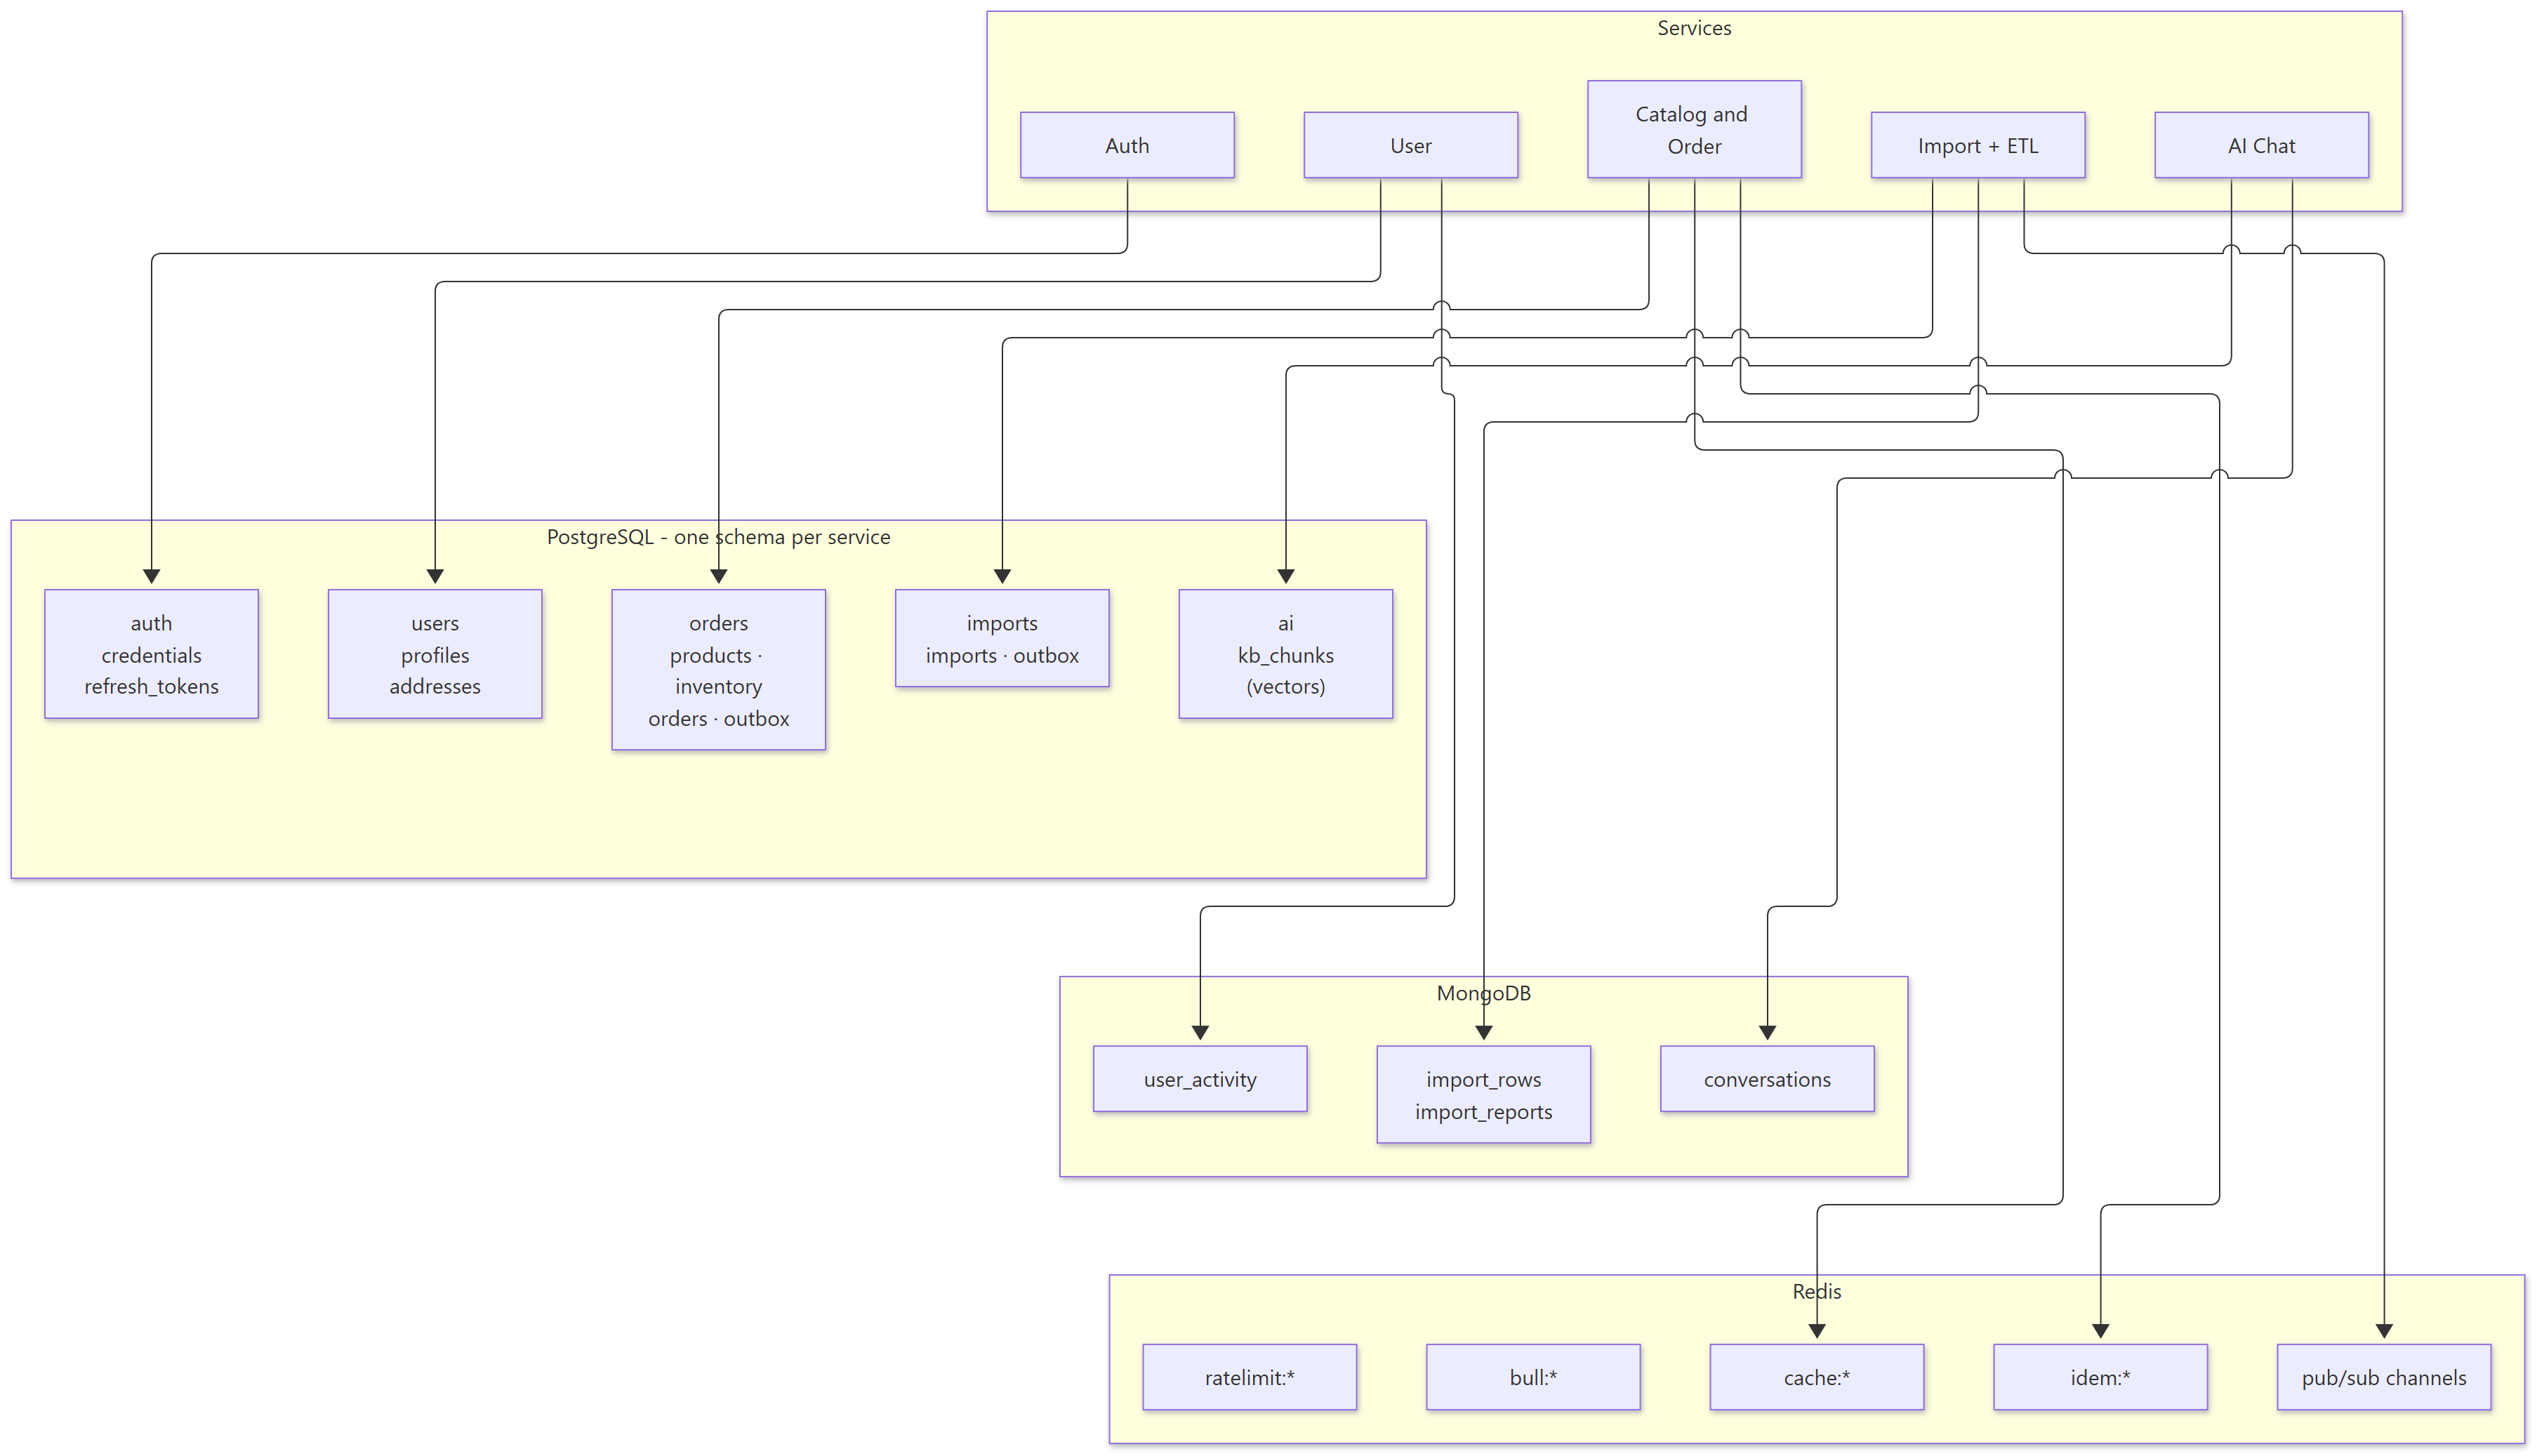 Services
Auth
User
Catalog and
Order
Import + ETL
AI Chat
PostgreSQL - one schema per service
auth
credentials
refresh_tokens
users
profiles
addresses
orders
products ·
inventory
orders · outbox
imports
imports · outbox
ai
kb_chunks
(vectors)
MongoDB
user_activity
import_rows
import_reports
conversations
Redis
ratelimit:*
bull:*
cache:*
idem:*
pub/sub channels